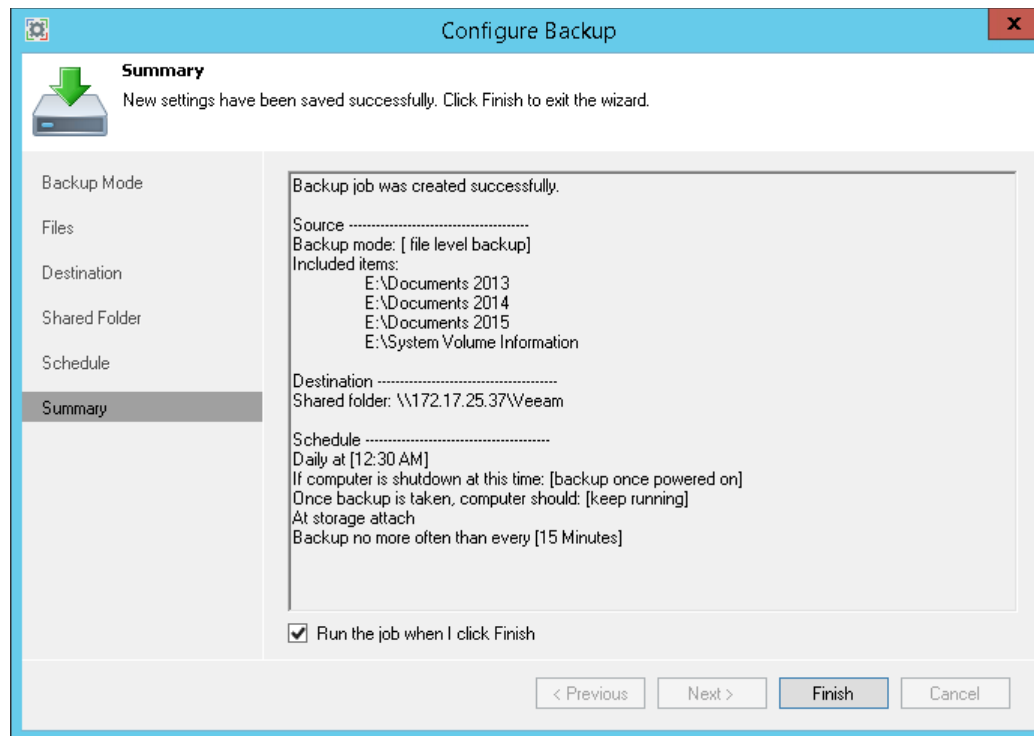 Configure Backup
x
Summary
New settings have been saved successfully. Click Finish to exit the wizard.
Backup Mode
Files
Destination
Shared Folder
Schedule
Summary
Backup job was created successfully.
Source ----------------------------------------
Backup mode: [ file level backup]
Included items:
E:\Documents 2013
E:\Documents 2014
E:\Documents 2015
E:\System Volume Information
Destination ----------------------------------------
Shared folder: \\172.17.25.37\Veeam
Schedule -----------------------------------------
Daily at [12:30 AM]
If computer is shutdown at this time: [backup once powered on]
Once backup is taken, computer should: [keep running]
At storage attach
Backup no more often than every [15 Minutes]
Run the job when I click Finish
< Previous
Next >
Finish
Cancel